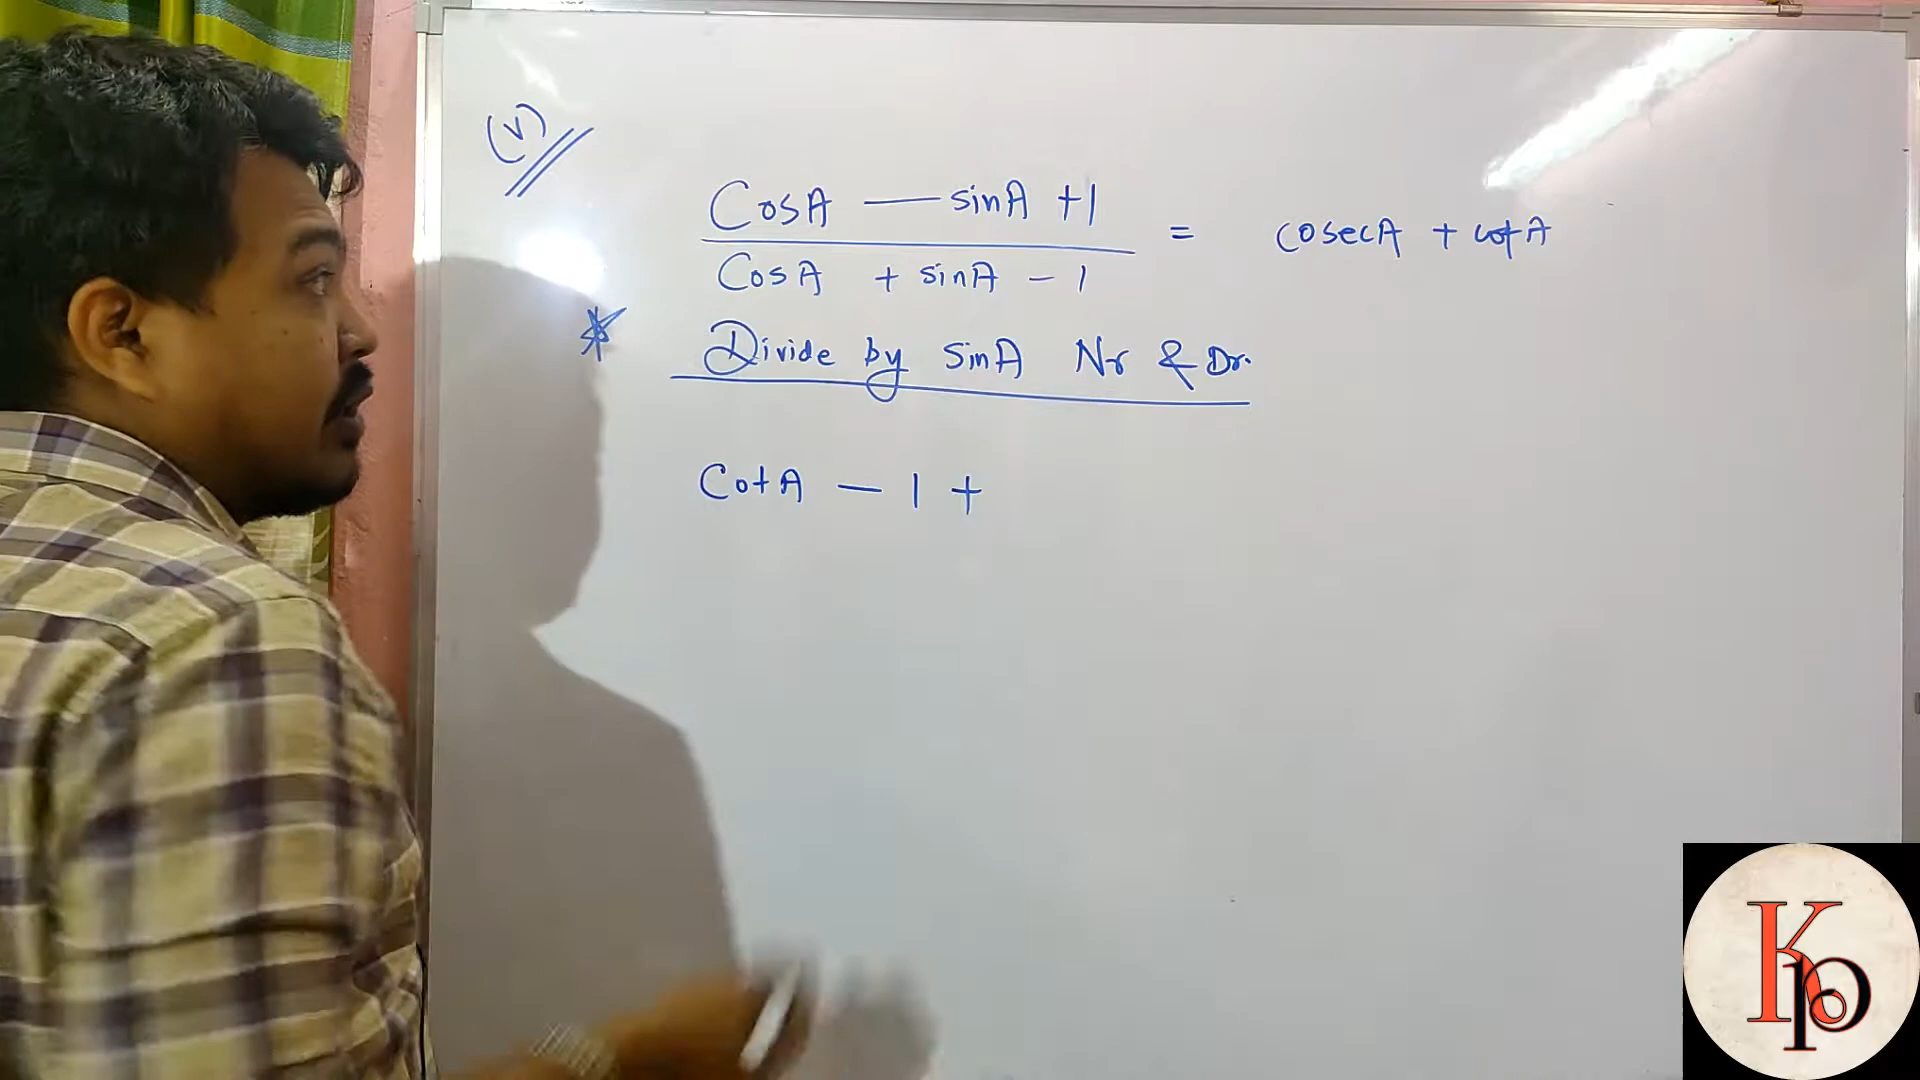 (v)
CosA — sinA + 1
CosA + sinA - 1
= cosecA + cotA
* Divide by sinA Nr & Dr.
CotA - 1 +
Kp